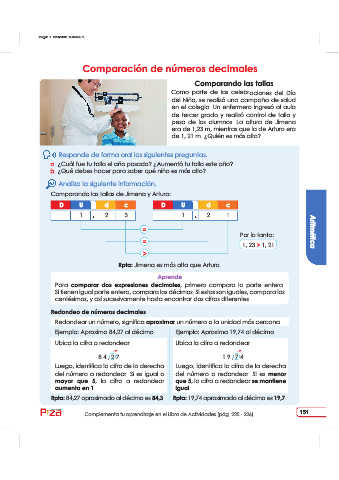 Comparación de números decimales
Comparando las tallas
Como parte de las celebraciones del Día
del Niño, se realizó una campaña de salud
en el colegio. Un enfermero ingresó al aula
de tercer grado y realizó control de talla y
peso de los alumnos. La altura de Jimena
era de 1,23 m, mientras que la de Arturo era
de 1, 21 m. ¿Quién es más alto?
Responde de forma oral las siguientes preguntas.
a ¿Cuál fue tu talla el año pasado? ¿Aumentó tu talla este año?
b ¿Qué debes hacer para saber qué niño es más alto?
Analiza la siguiente información.
Comparando las tallas de Jimena y Arturo:
D U d c D U d c
1 , 2 3 1 , 2 1
=
=
>
Por lo tanto:
1, 23 > 1, 21
Rpta: Jimena es más alta que Arturo.
Aritmética
Aprende
Para comparar dos expresiones decimales, primero compara la parte entera.
Si tienen igual parte entera, compara los décimos. Si estos son iguales, compara los
centésimos, y así sucesivamente hasta encontrar dos cifras diferentes.
Redondeo de números decimales
Redondear un número, significa aproximar un número a la unidad más cercana.
Ejemplo: Aproxima 84,27 al décimo
Ubica la cifra a redondear
8 4 , 2 7
Luego, identifica la cifra de la derecha
del número a redondear. Si es igual o
mayor que 5, la cifra a redondear
aumenta en 1
Rpta: 84,27 aproximado al décimo es 84,3
Ejemplo: Aproxima 19,74 al décimo
Ubica la cifra a redondear
1 9 , 7 4
Luego, identifica la cifra de la derecha
del número a redondear. Si es menor
que 5, la cifra a redondear se mantiene
igual
Rpta: 19,74 aproximado al décimo es 19,7
Complementa tu aprendizaje en el Libro de Actividades (pág. 225 - 226)
151